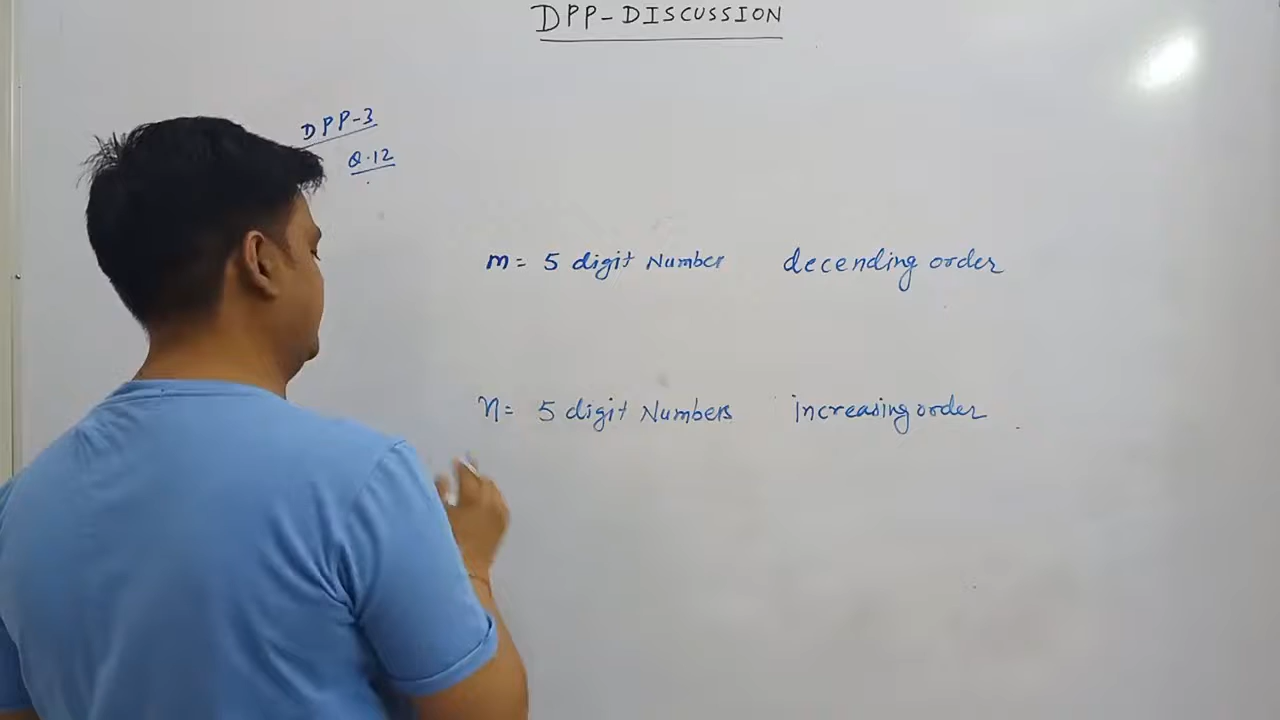 DPP-DISCUSSION
DPP-3
Q.12
m = 5 digit Number decending order
n = 5 digit Numbers increasing order